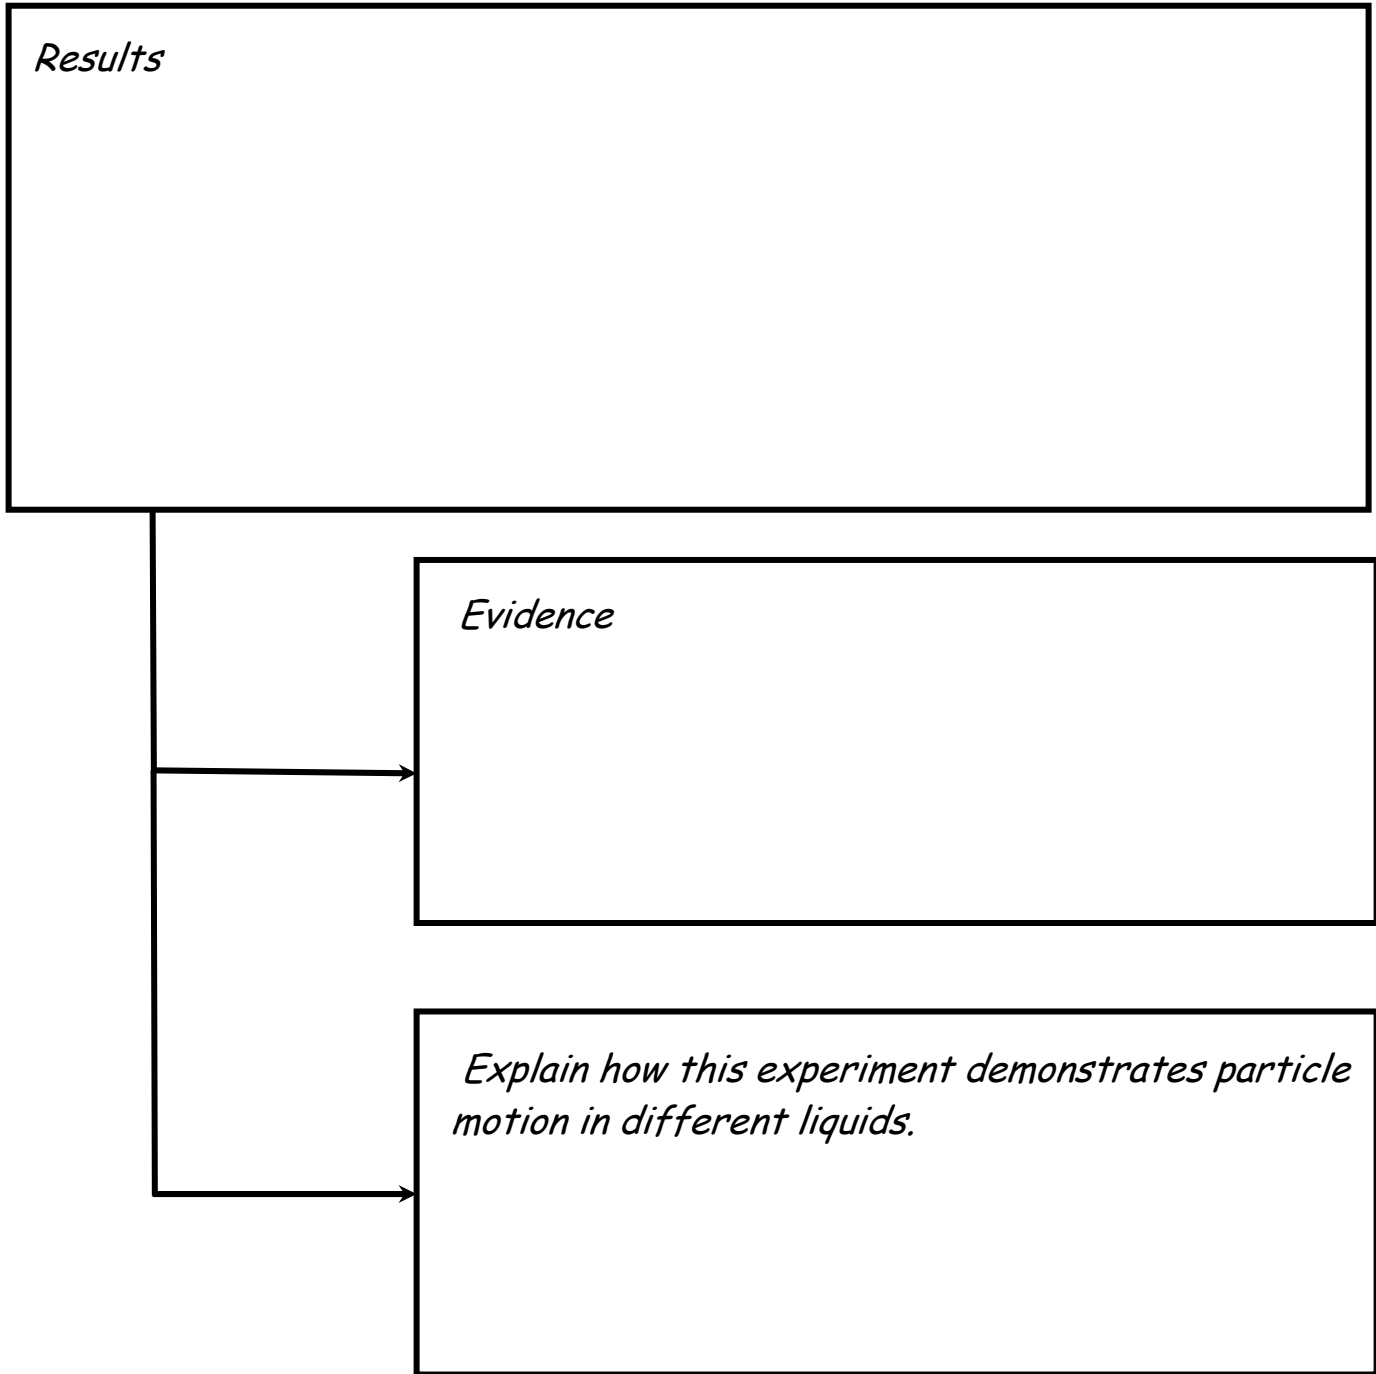 Results
Evidence
Explain how this experiment demonstrates particle
motion in different liquids.